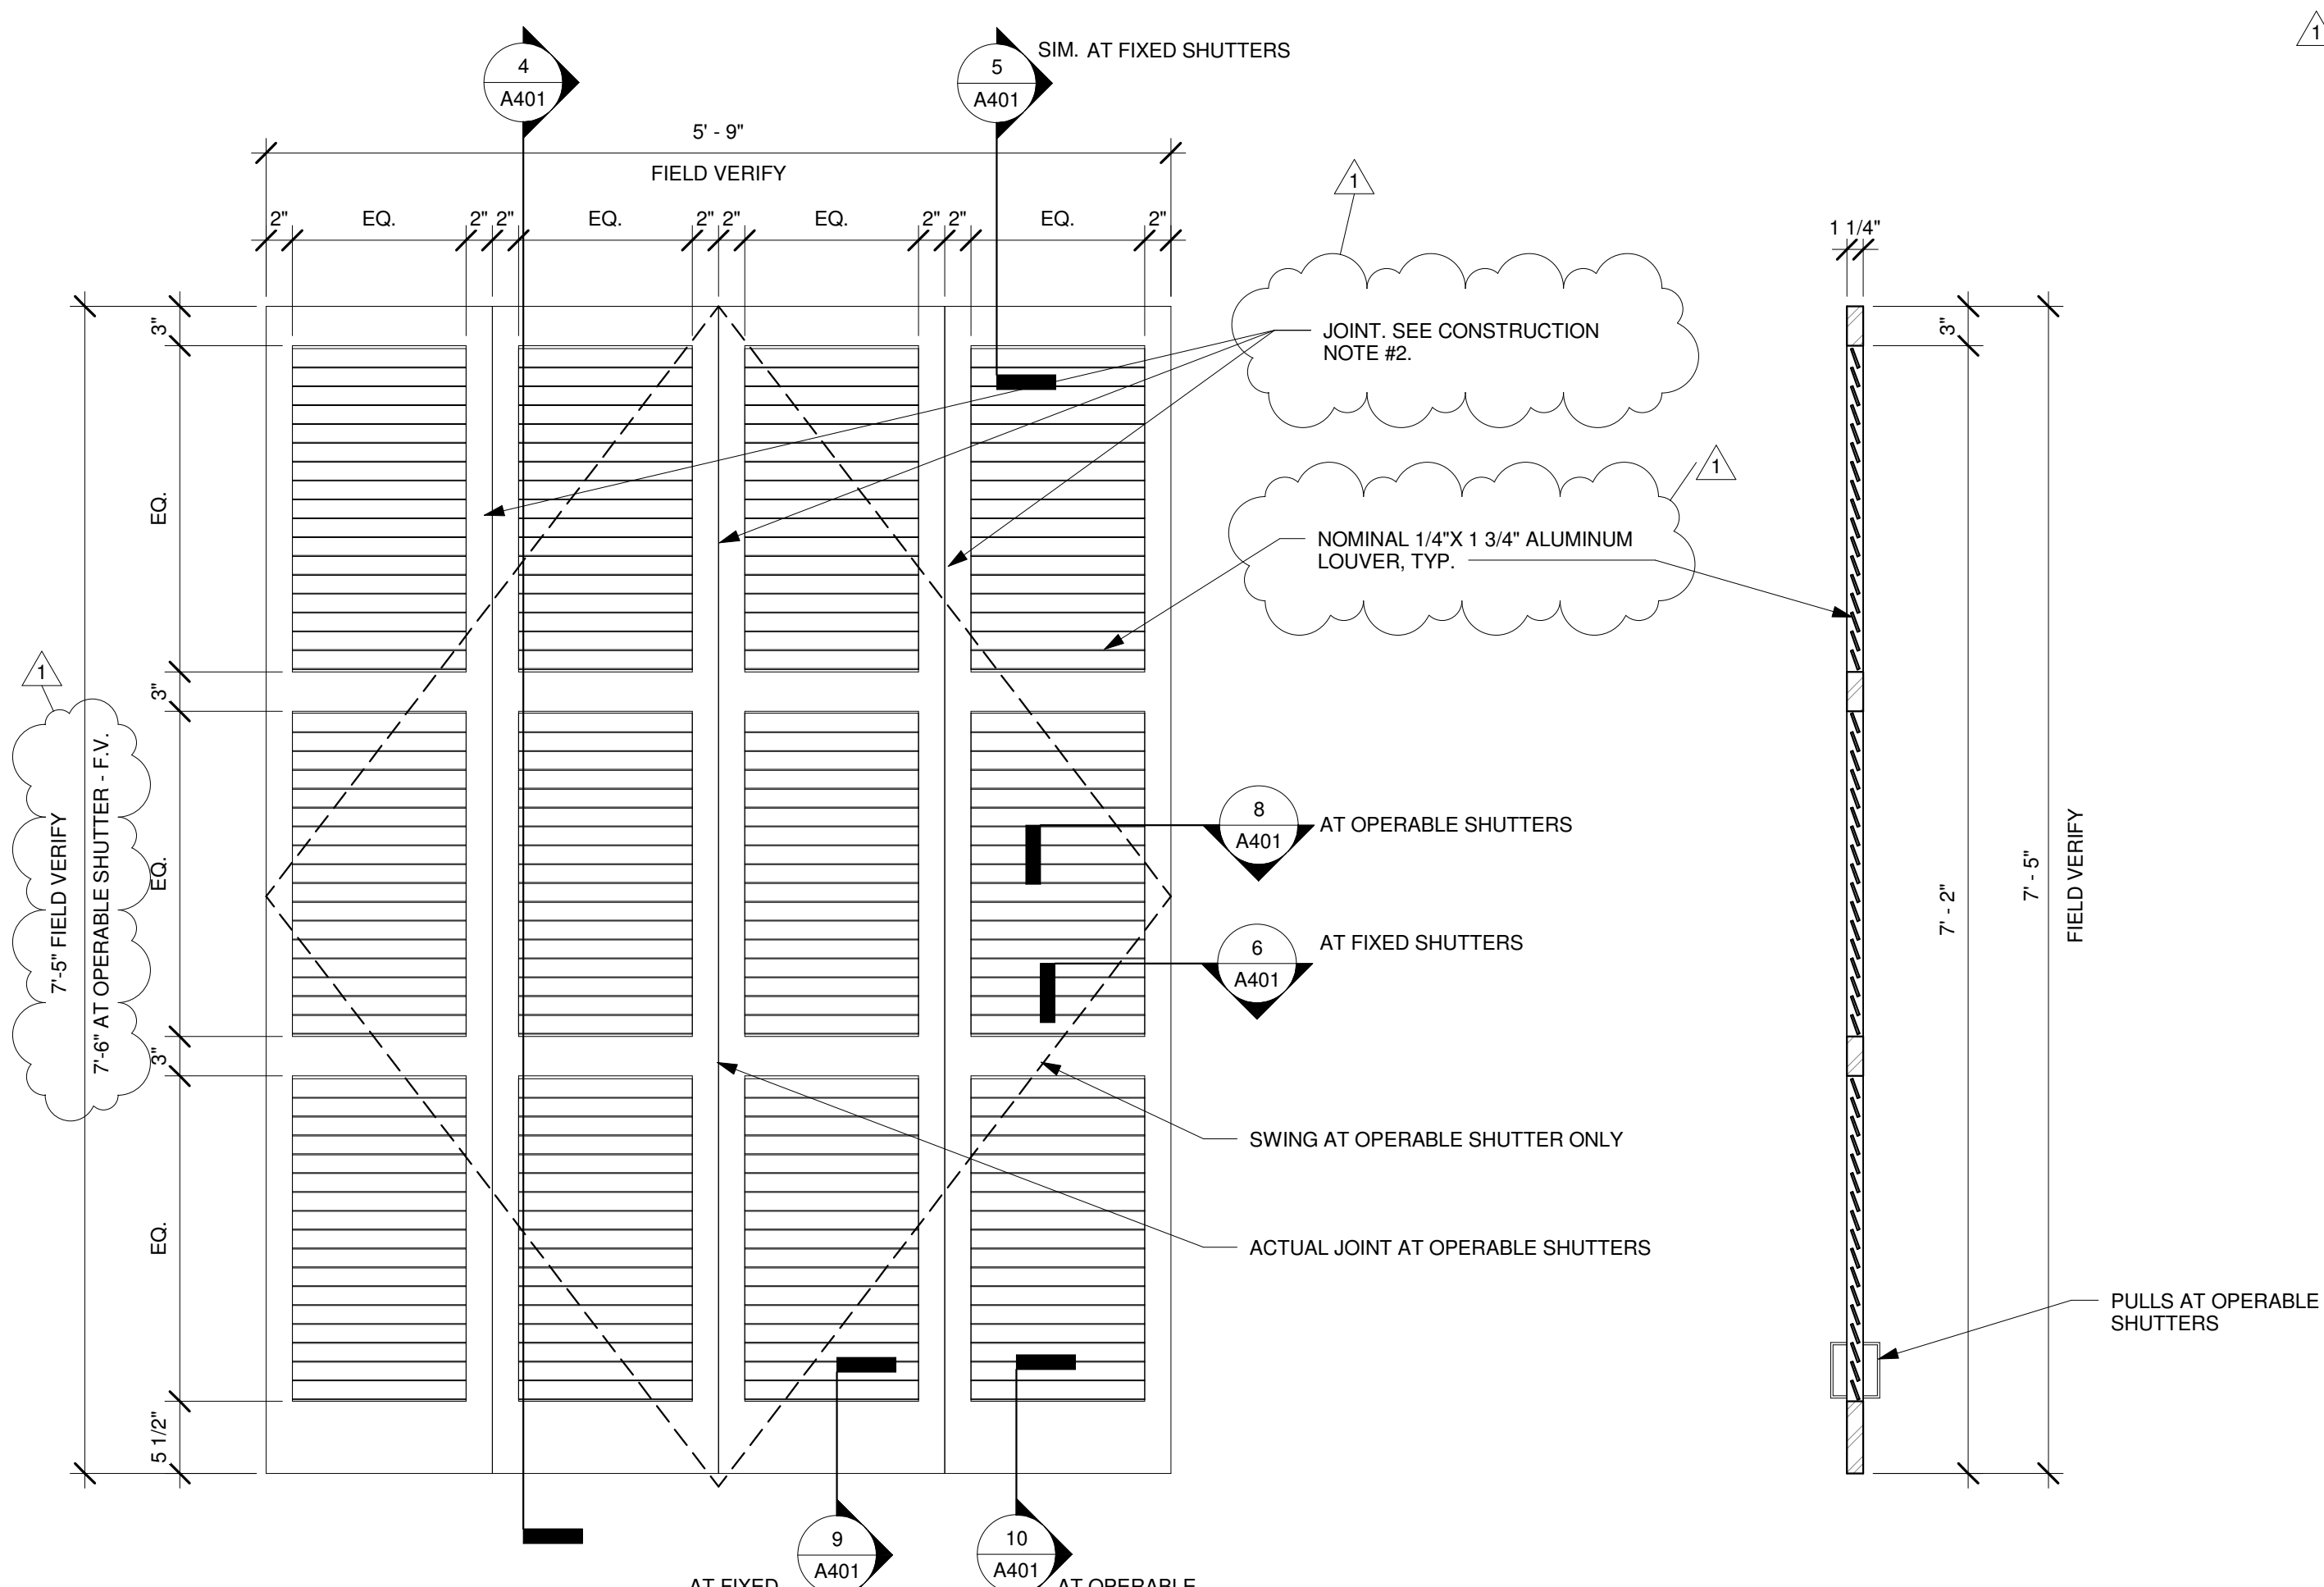 1
4
A401
5
A401
SIM. AT FIXED SHUTTERS
5' - 9"
FIELD VERIFY
2" EQ. 2" 2" EQ. 2" 2" EQ. 2" 2" EQ. 2"
1
JOINT. SEE CONSTRUCTION
NOTE #2.
1
NOMINAL 1/4"X 1 3/4" ALUMINUM
LOUVER, TYP.
3"
EQ.
3"
EQ.
3"
EQ.
5 1/2"
1
7'-5" FIELD VERIFY
7'-6" AT OPERABLE SHUTTER - F.V.
8
A401
AT OPERABLE SHUTTERS
6
A401
AT FIXED SHUTTERS
SWING AT OPERABLE SHUTTER ONLY
ACTUAL JOINT AT OPERABLE SHUTTERS
9
A401
AT FIXED
10
A401
AT OPERABLE
1 1/4"
3"
7' - 2"
7' - 5"
FIELD VERIFY
PULLS AT OPERABLE
SHUTTERS